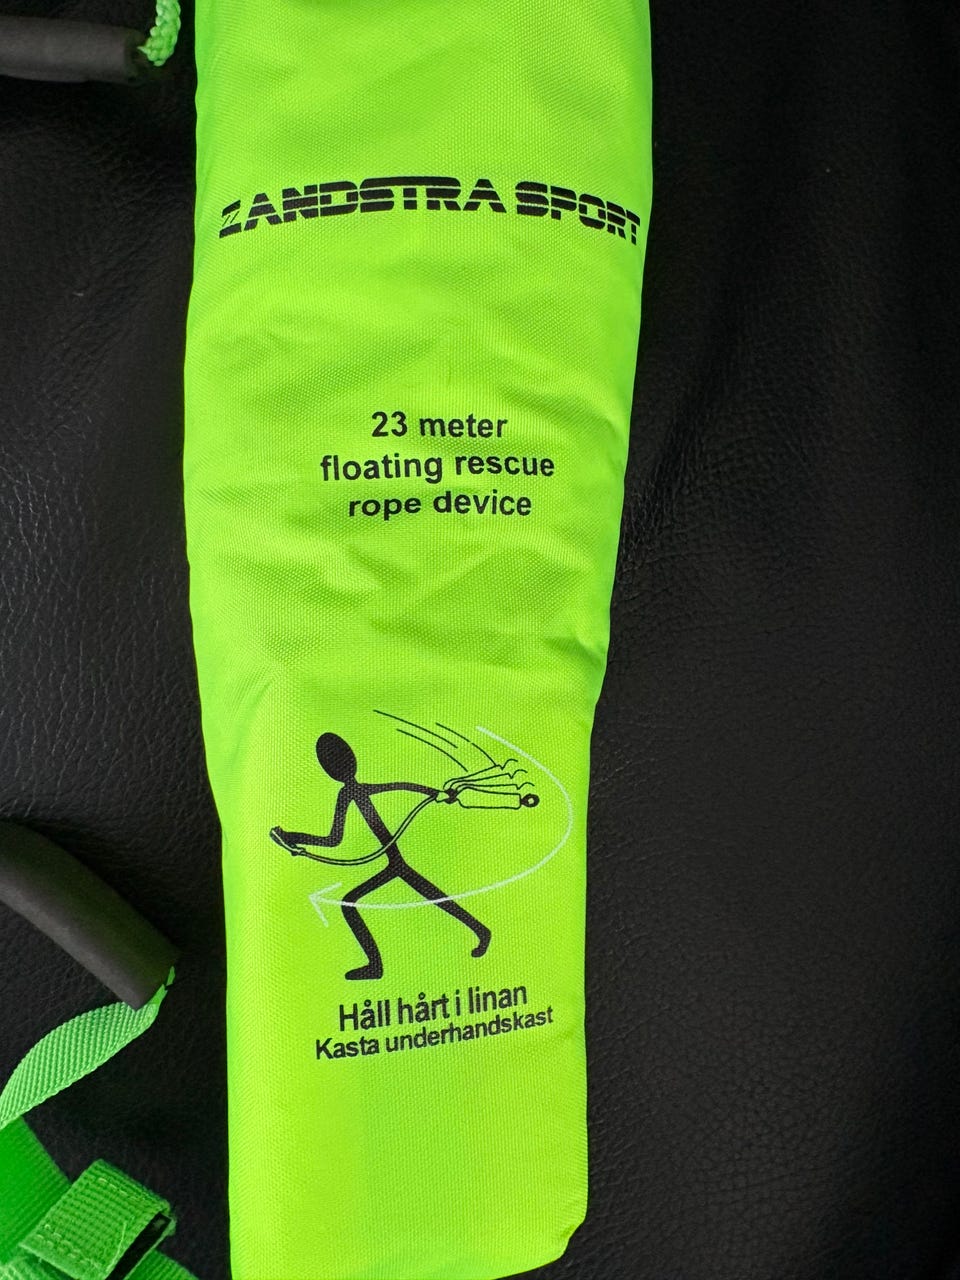 ZANDSTRA SPORT
23 meter
floating rescue
rope device
Håll hårt i linan
Kasta underhandskast